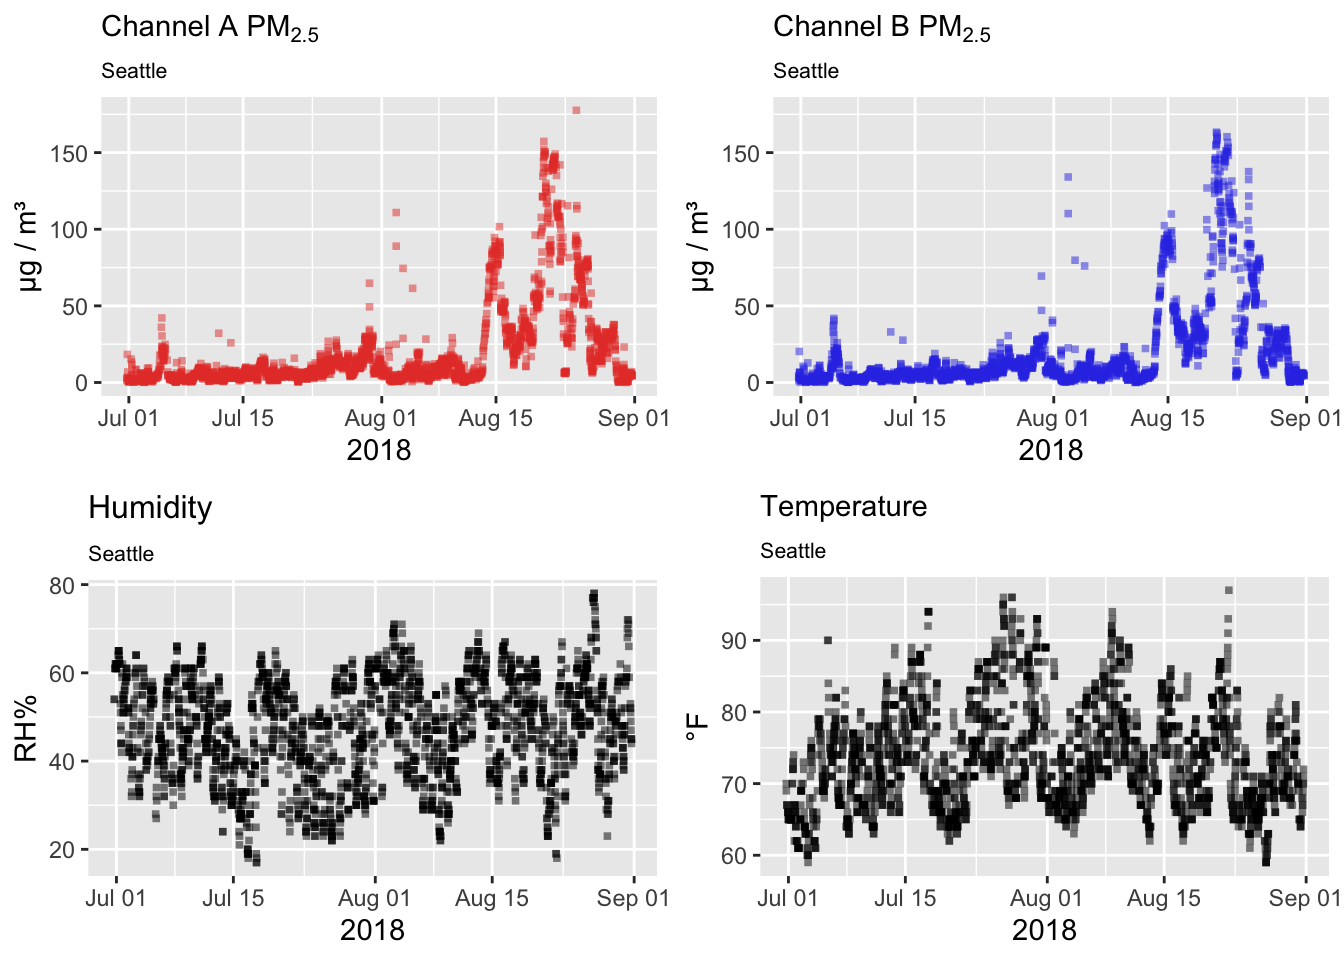 Channel A PM2.5
Seattle
µg / m³
150
100
50
0
Jul 01 Jul 15 Aug 01 Aug 15 Sep 01
2018
Channel B PM2.5
Seattle
µg / m³
150
100
50
0
Jul 01 Jul 15 Aug 01 Aug 15 Sep 01
2018
Humidity
Seattle
RH%
80
60
40
20
Jul 01 Jul 15 Aug 01 Aug 15 Sep 01
2018
Temperature
Seattle
°F
90
80
70
60
Jul 01 Jul 15 Aug 01 Aug 15 Sep 01
2018